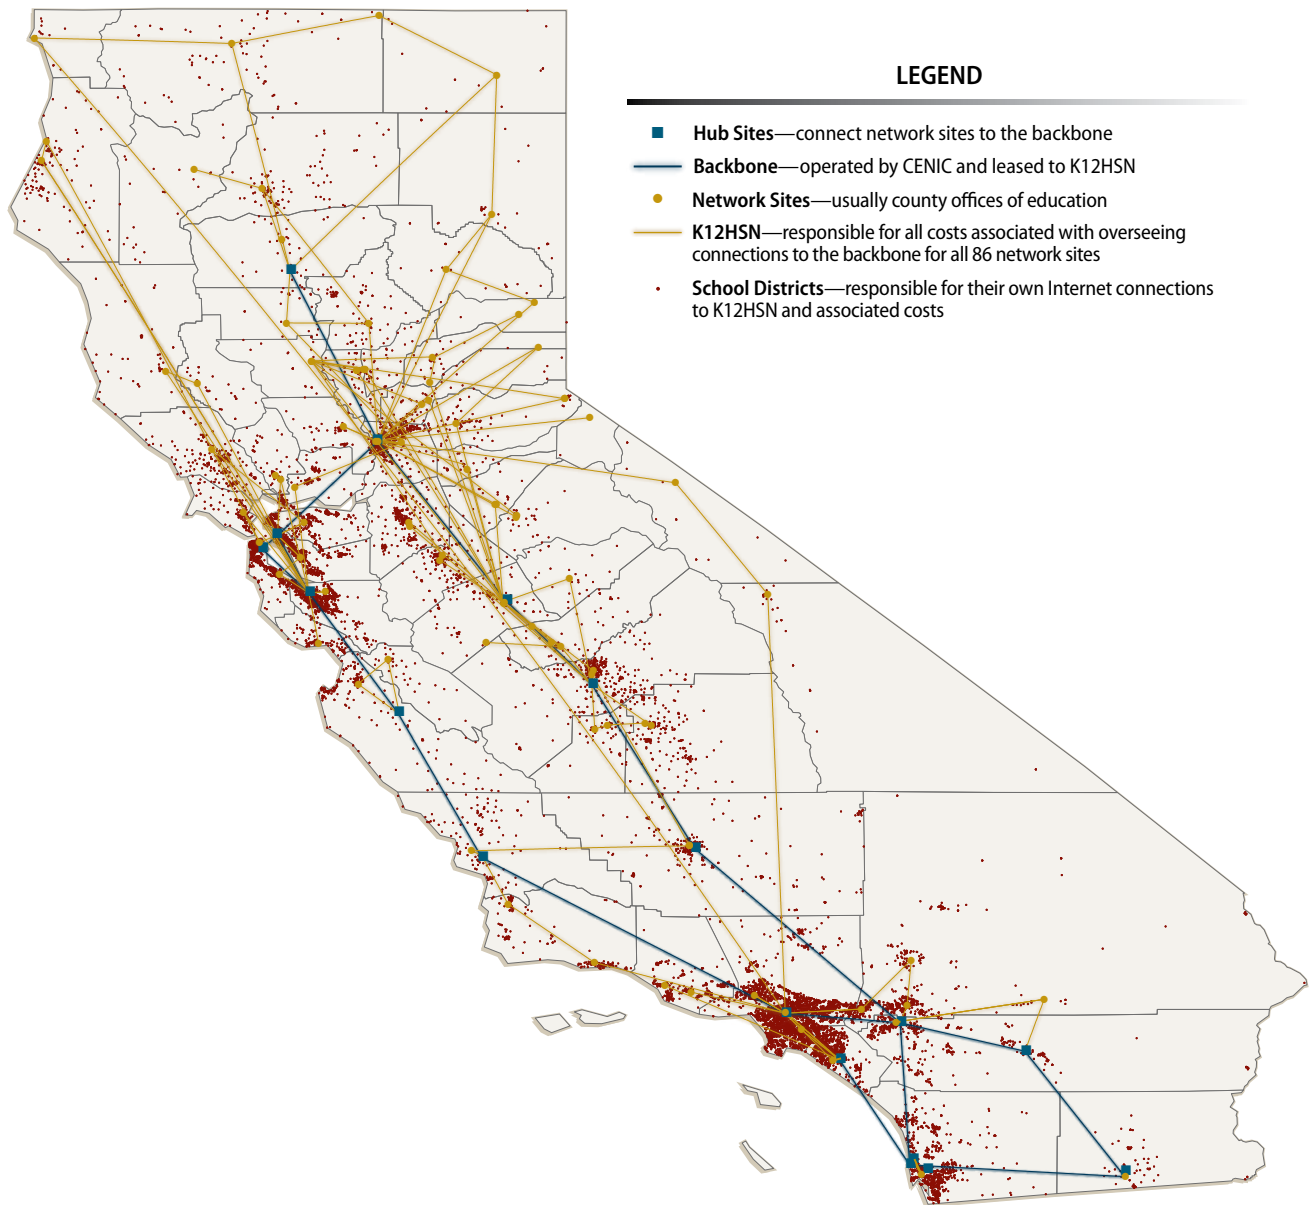 LEGEND
Hub Sites—connect network sites to the backbone
Backbone—operated by CENIC and leased to K12HSN
Network Sites—usually county offices of education
K12HSN—responsible for all costs associated with overseeing
connections to the backbone for all 86 network sites
School Districts—responsible for their own Internet connections
to K12HSN and associated costs